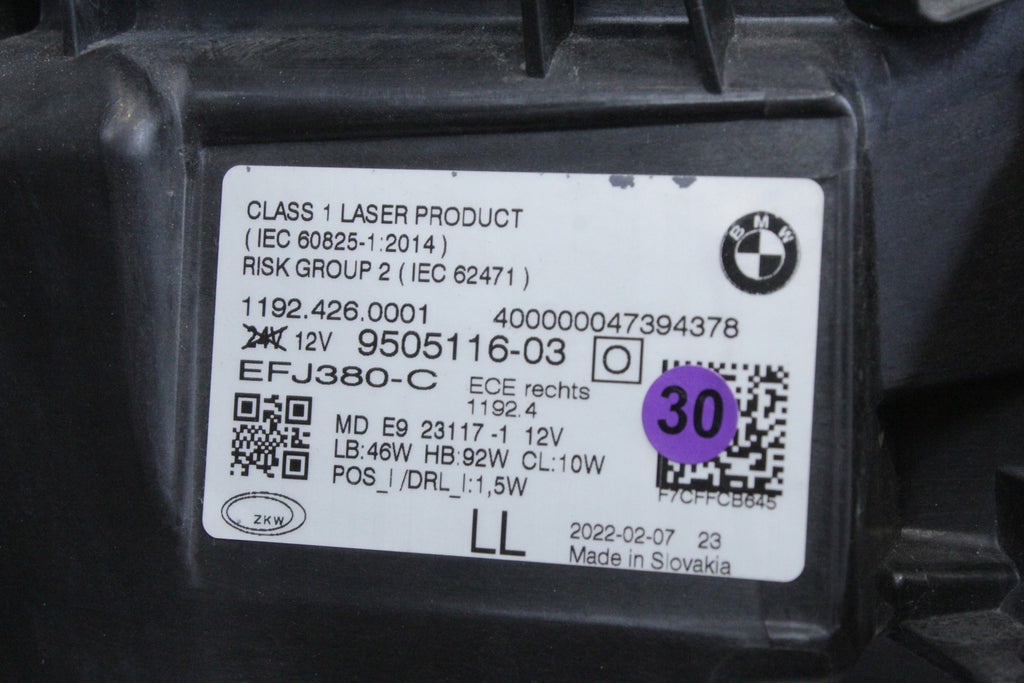 CLASS 1 LASER PRODUCT
( IEC 60825-1:2014 )
RISK GROUP 2 ( IEC 62471 )
BMW
1192.426.0001 400000047394378
24V 12V 9505116-03 O
EFJ380-C
ECE rechts
1192.4
30
MD E9 23117 -1 12V
LB:46W HB:92W CL:10W
POS_I /DRL_I:1,5W
F7CFFCB645
ZKW
LL
2022-02-07 23
Made in Slovakia